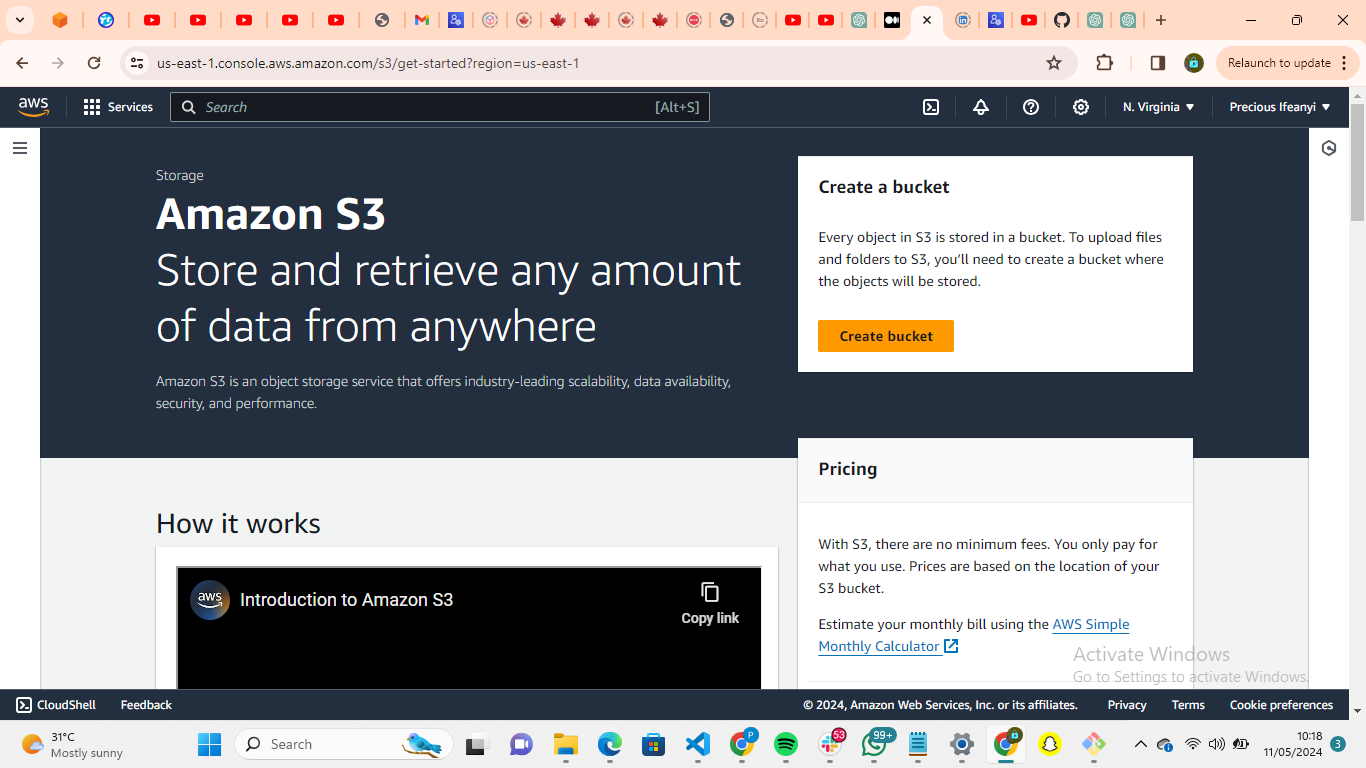 us-east-1.console.aws.amazon.com/s3/get-started?region=us-east-1
Relaunch to update
aws
Services
Search
[Alt+S]
N. Virginia
Precious Ifeanyi
Storage
Amazon S3
Store and retrieve any amount
of data from anywhere
Amazon S3 is an object storage service that offers industry-leading scalability, data availability,
security, and performance.
Create a bucket
Every object in S3 is stored in a bucket. To upload files
and folders to S3, you’ll need to create a bucket where
the objects will be stored.
Create bucket
How it works
aws
Introduction to Amazon S3
Copy link
Pricing
With S3, there are no minimum fees. You only pay for
what you use. Prices are based on the location of your
S3 bucket.
Estimate your monthly bill using the AWS Simple
Monthly Calculator
Activate Windows
Go to Settings to activate Windows.
CloudShell
Feedback
© 2024, Amazon Web Services, Inc. or its affiliates.
Privacy
Terms
Cookie preferences
31°C
Mostly sunny
Search
P
53
99+
10:18
11/05/2024
3